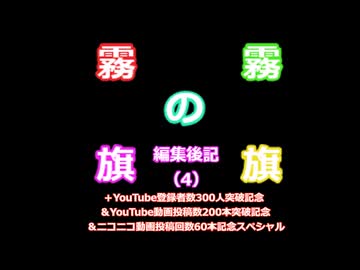 霧 霧
の
旗 編集後記 旗
（4）
＋YouTube登録者数300人突破記念
＆YouTube動画投稿数200本突破記念
＆ニコニコ動画投稿回数60本記念スペシャル